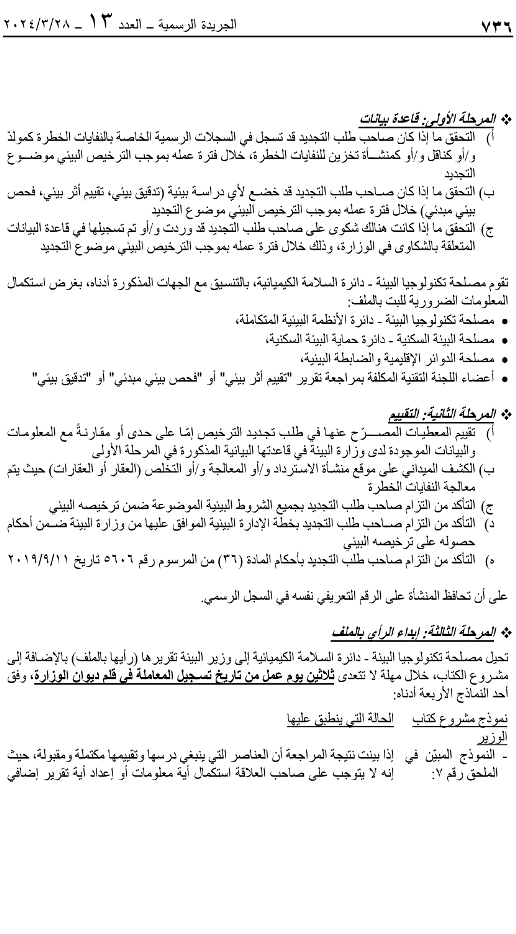 ٧٣٦ الجريدة الرسمية ــ العدد ١٣ ــ ٢٠٢٤/٣/٢٨
❖ المرحلة الأولى: قاعدة بيانات
أ) التحقق ما إذا كان صاحب طلب التجديد قد تسجل في السجلات الرسمية الخاصة بالنفايات الخطرة كمولدّ
و/أو كناقل و/أو كمنشأة تخزين للنفايات الخطرة، خلال فترة عمله بموجب الترخيص البيئي موضوع
التجديد
ب) التحقق ما إذا كان صاحب طلب التجديد قد خضع لأي دراسة بيئية (تدقيق بيئي، تقييم أثر بيئي، فحص
بيئي مبدئي) خلال فترة عمله بموجب الترخيص البيئي موضوع التجديد
ج) التحقق ما إذا كانت هنالك شكوى على صاحب طلب التجديد قد وردت و/أو تم تسجيلها في قاعدة البيانات
المتعلقة بالشكاوى في الوزارة، وذلك خلال فترة عمله بموجب الترخيص البيئي موضوع التجديد
تقوم مصلحة تكنولوجيا البيئة - دائرة السلامة الكيميائية، بالتنسيق مع الجهات المذكورة أدناه، بغرض استكمال
المعلومات الضرورية للبت بالملف:
• مصلحة تكنولوجيا البيئة - دائرة الأنظمة البيئية المتكاملة،
• مصلحة البيئة السكنية - دائرة حماية البيئة السكنية،
• مصلحة الدوائر الإقليمية والضابطة البيئية،
• أعضاء اللجنة التقنية المكلفة بمراجعة تقرير "تقييم أثر بيئي" أو "فحص بيئي مبدئي" أو "تدقيق بيئي"
❖ المرحلة الثانية: التقييم
أ) تقييم المعطيات المصرّح عنها في طلب تجديد الترخيص إمّا على حدى أو مقارنةً مع المعلومات
والبيانات الموجودة لدى وزارة البيئة في قاعدتها البيانية المذكورة في المرحلة الأولى
ب) الكشف الميداني على موقع منشأة الاسترداد و/أو المعالجة و/أو التخلص (العقار أو العقارات) حيث يتم
معالجة النفايات الخطرة
ج) التأكد من التزام صاحب طلب التجديد بجميع الشروط البيئية الموضوعة ضمن ترخيصه البيئي
د) التأكد من التزام صاحب طلب التجديد بخطة الإدارة البيئية الموافق عليها من وزارة البيئة ضمن أحكام
حصوله على ترخيصه البيئي
ه) التأكد من التزام صاحب طلب التجديد بأحكام المادة (٣٦) من المرسوم رقم ٥٦٠٦ تاريخ ٢٠١٩/٩/١١
على أن تحافظ المنشأة على الرقم التعريفي نفسه في السجل الرسمي.
❖ المرحلة الثالثة: إبداء الرأي بالملف
تحيل مصلحة تكنولوجيا البيئة - دائرة السلامة الكيميائية إلى وزير البيئة تقريرها (رأيها بالملف) بالإضافة إلى
مشروع الكتاب، خلال مهلة لا تتعدى ثلاثين يوم عمل من تاريخ تسجيل المعاملة في قلم ديوان الوزارة، وفق
أحد النماذج الأربعة أدناه:
نموذج مشروع كتاب الحالة التي ينطبق عليها
الوزير
- النموذج المبيّن في إذا بينت نتيجة المراجعة أن العناصر التي ينبغي درسها وتقييمها مكتملة ومقبولة، حيث
الملحق رقم ٧: إنه لا يتوجب على صاحب العلاقة استكمال أية معلومات أو إعداد أية تقرير إضافي